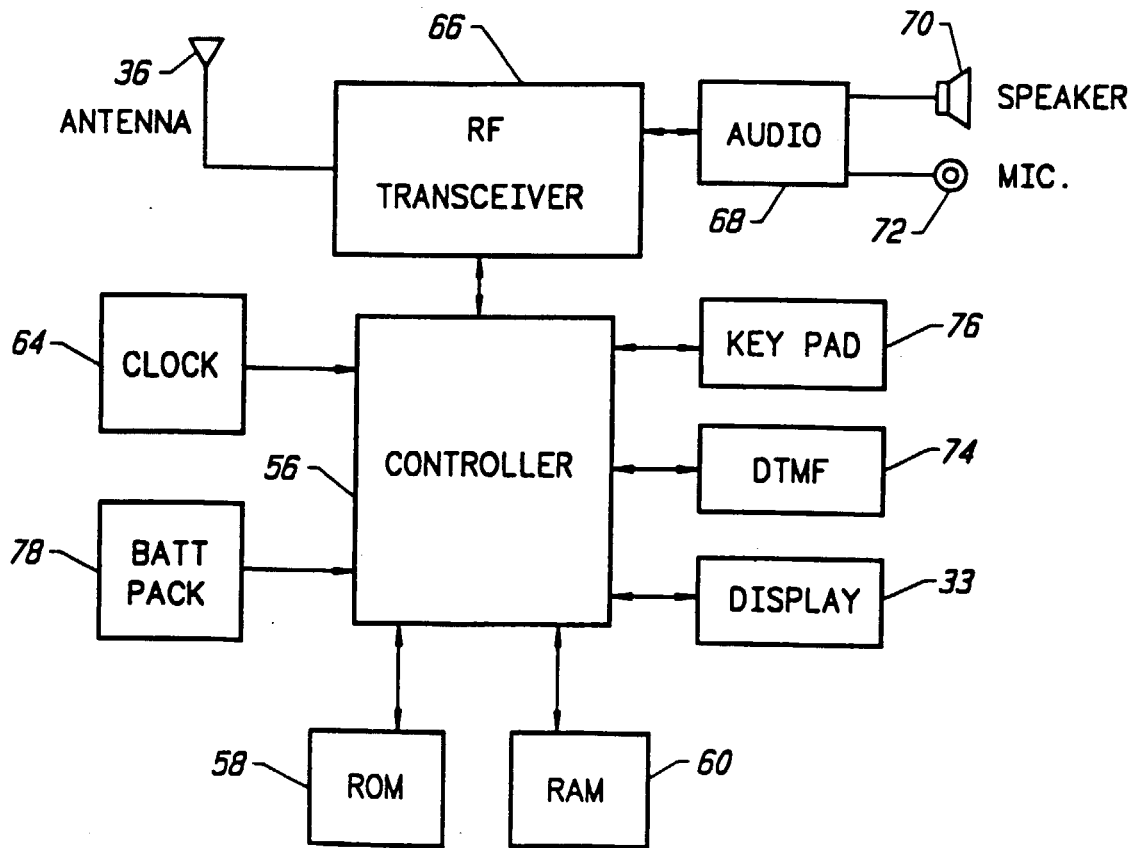 66
70
36
ANTENNA
RF
TRANSCEIVER
AUDIO
SPEAKER
MIC.
68
72
64
CLOCK
KEY PAD
76
56
CONTROLLER
DTMF
74
78
BATT
PACK
DISPLAY
33
58
ROM
RAM
60